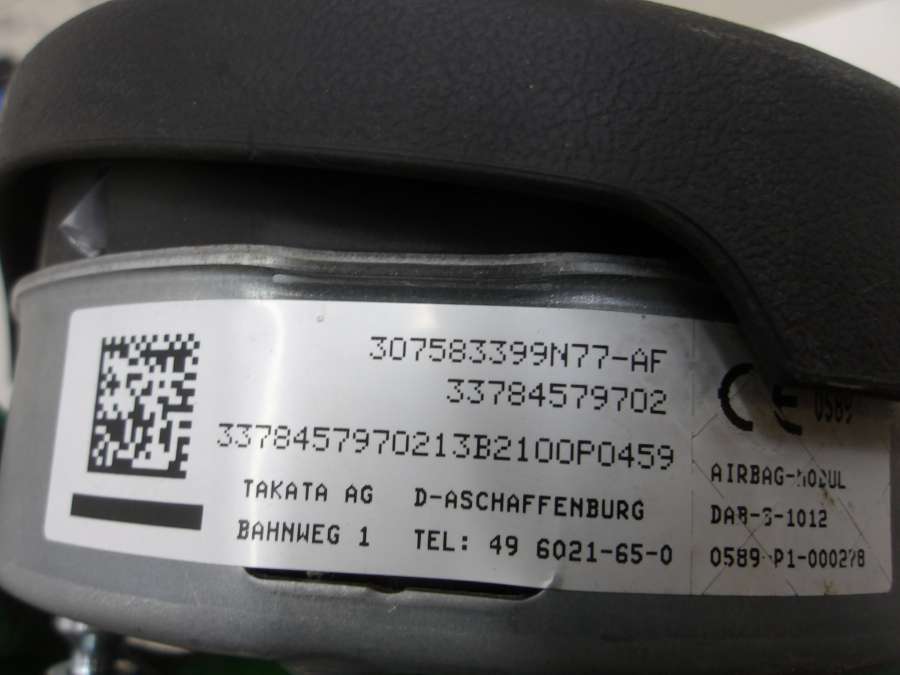 307583399N77-AF
33784579702
3378457970213B2100P0459
TAKATA AG D-ASCHAFFENBURG
BAHNWEG 1 TEL: 49 6021-65-0
CE 0589
AIRBAG-MODUL
DAB-S-1012
0589-P1-000278